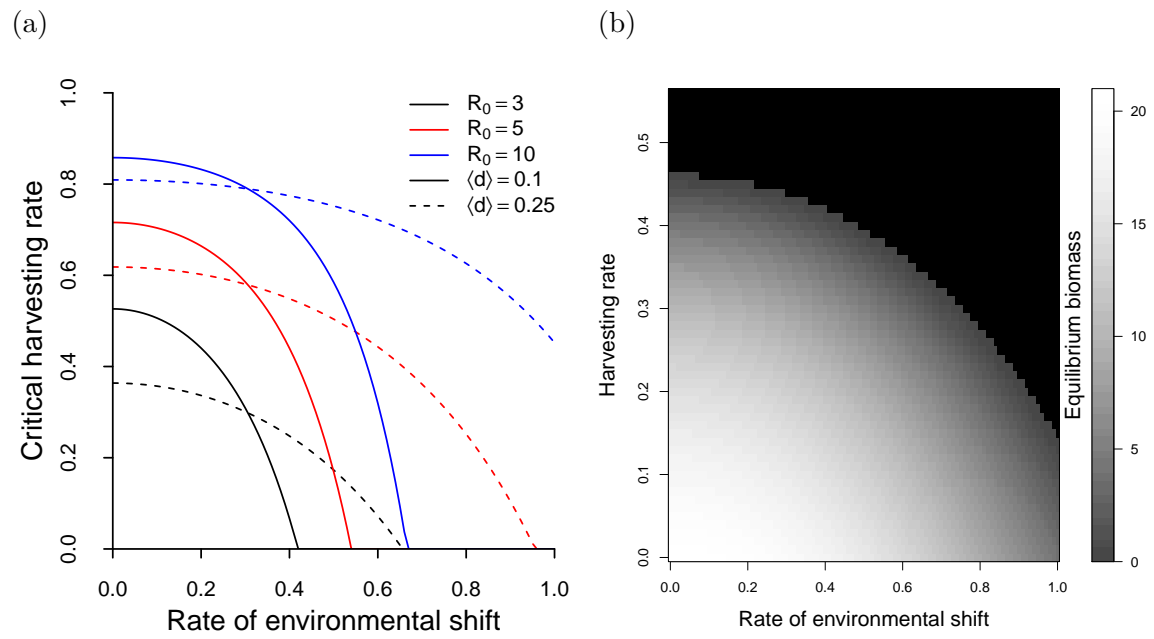 (a)
Critical harvesting rate
1.0
0.8
0.6
0.4
0.2
0.0
0.0 0.2 0.4 0.6 0.8 1.0
Rate of environmental shift
R₀ = 3
R₀ = 5
R₀ = 10
⟨d⟩ = 0.1
⟨d⟩ = 0.25
(b)
Harvesting rate
0.5
0.4
0.3
0.2
0.1
0.0
0.0 0.2 0.4 0.6 0.8 1.0
Rate of environmental shift
Equilibrium biomass
20
15
10
5
0